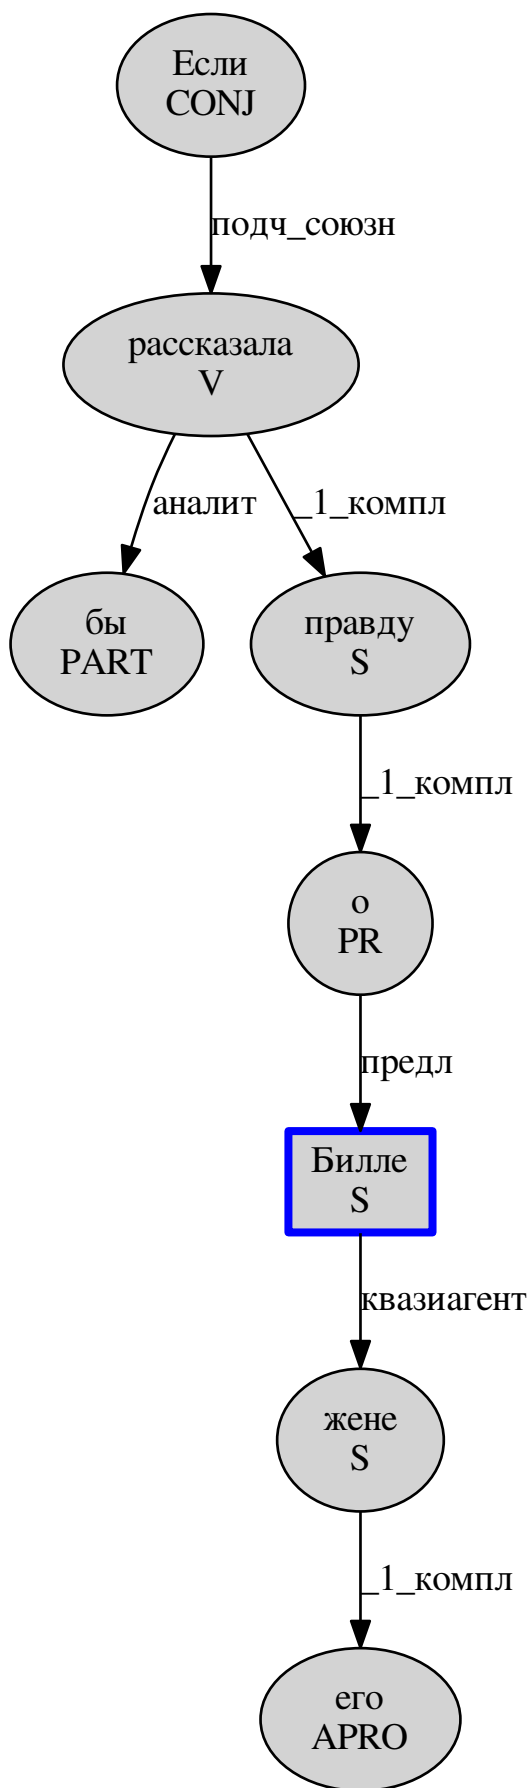 Если
CONJ
подч_союзн
рассказала
V
аналит
_1_компл
бы
PART
правду
S
_1_компл
о
PR
предл
Билле
S
квазиагент
жене
S
_1_компл
его
APRO